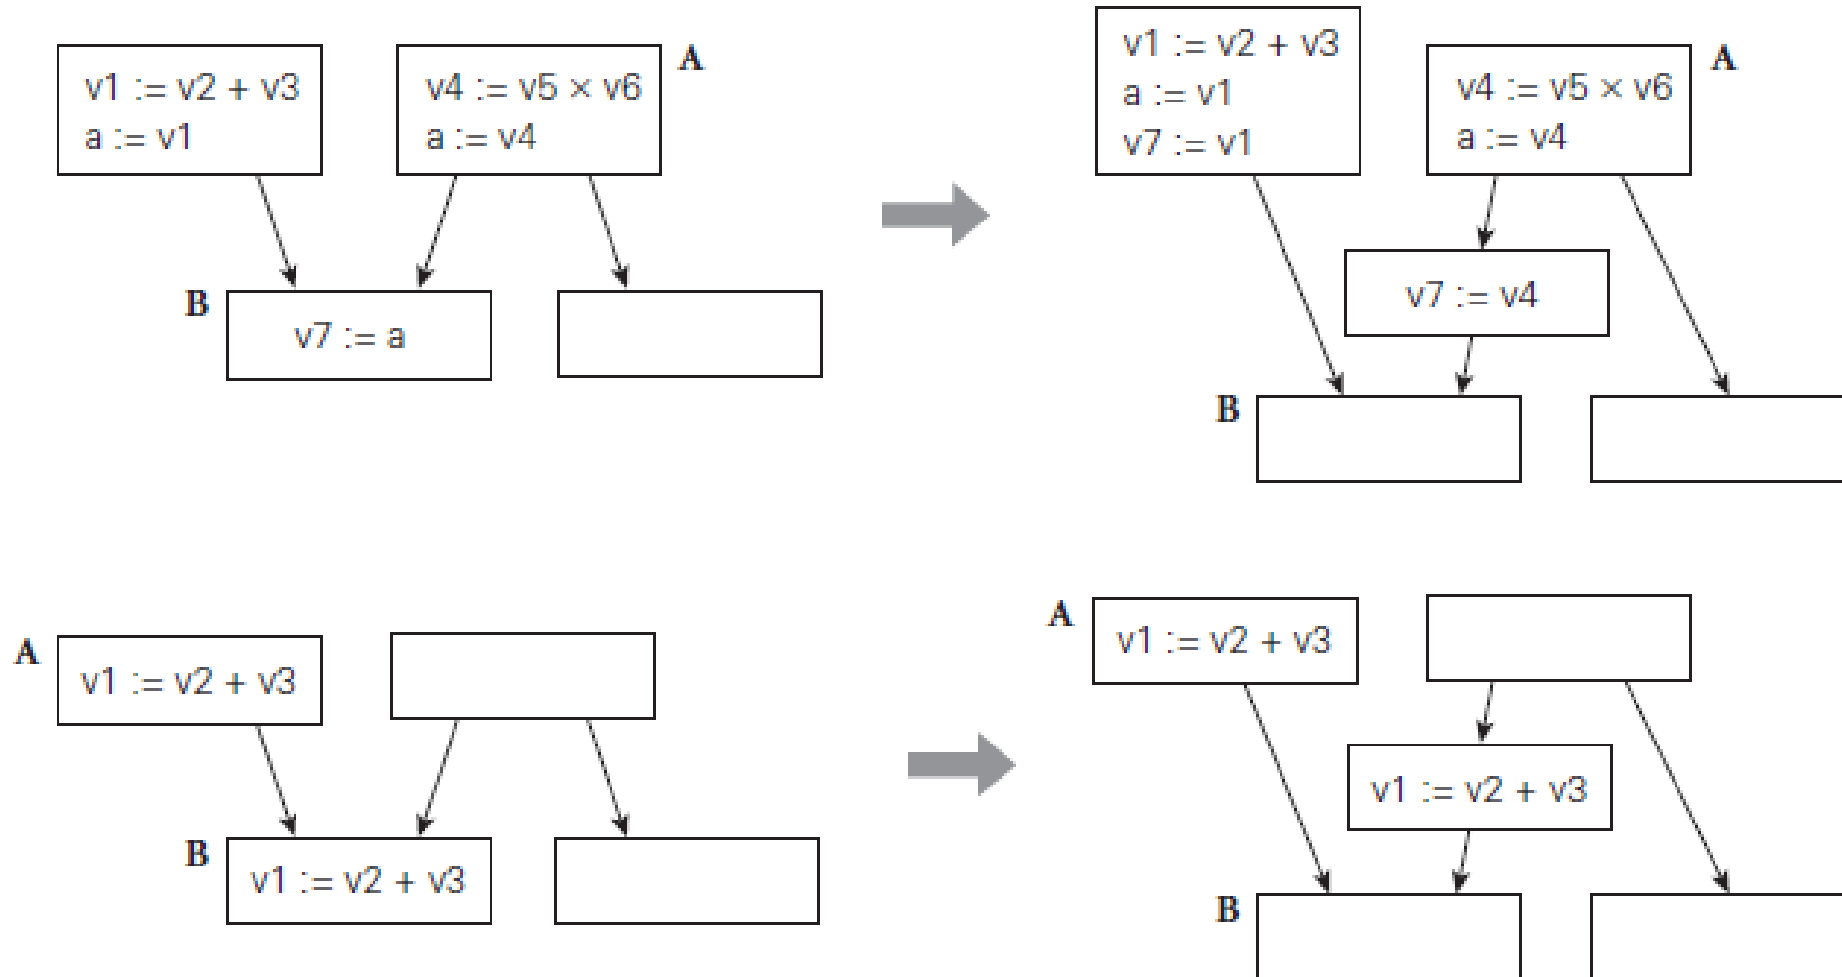 v1 := v2 + v3
a := v1
v4 := v5 × v6
a := v4
A
B
v7 := a
v1 := v2 + v3
a := v1
v7 := v1
v4 := v5 × v6
a := v4
A
v7 := v4
B
A
v1 := v2 + v3
B
v1 := v2 + v3
A
v1 := v2 + v3
v1 := v2 + v3
B